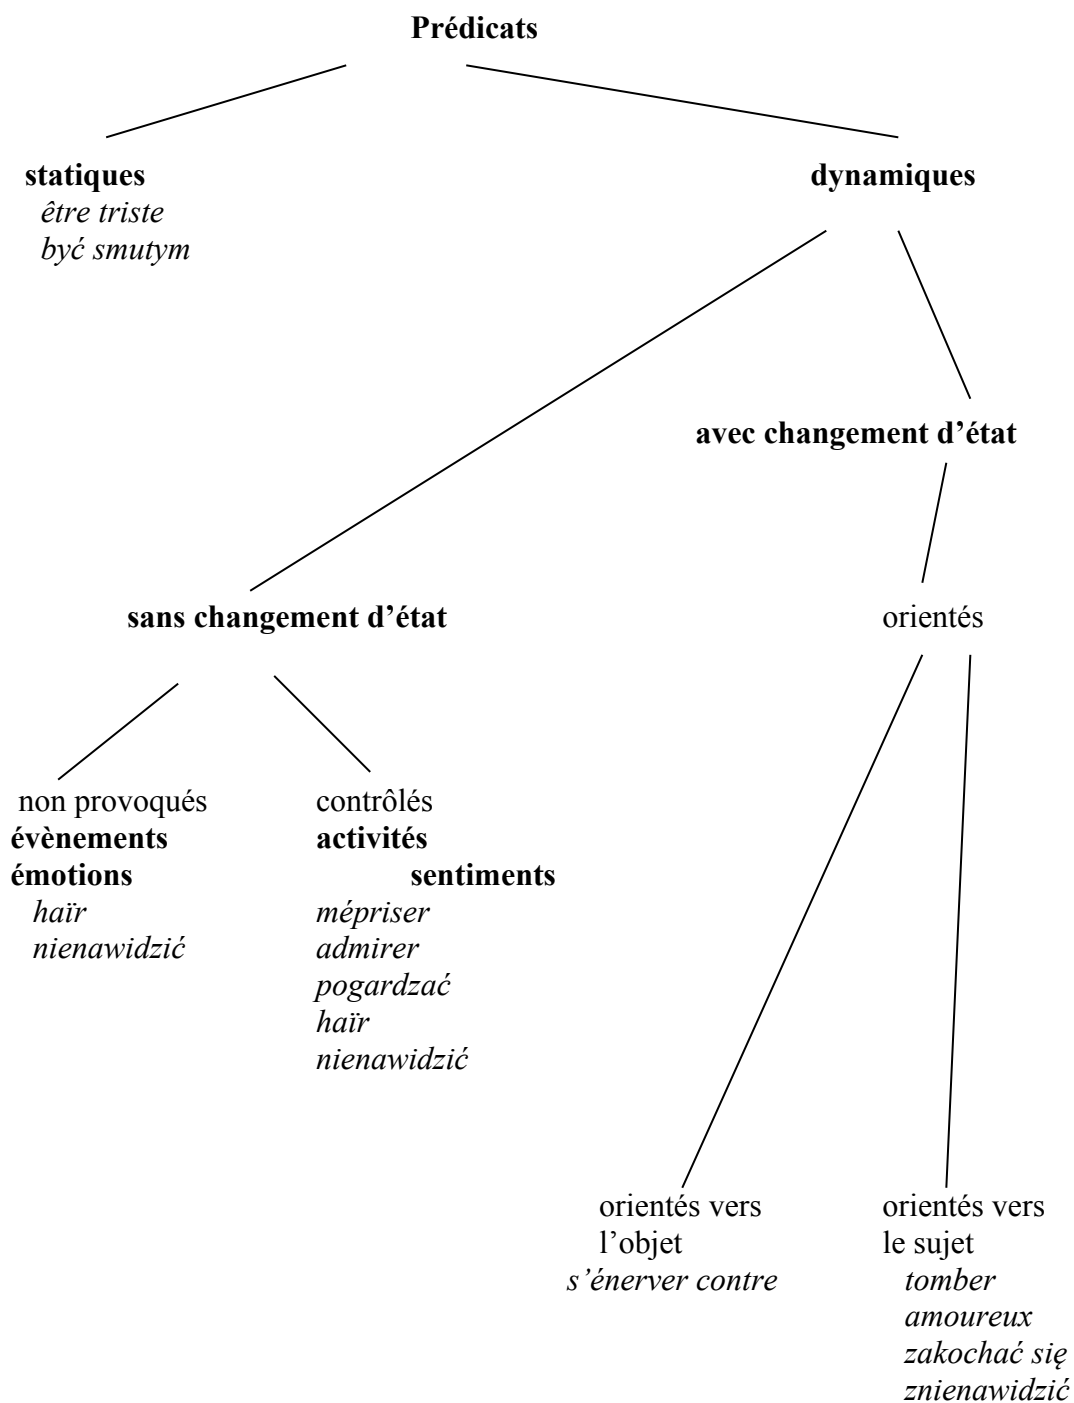 Prédicats
statiques
être triste
być smutym
dynamiques
avec changement d’état
sans changement d’état
orientés
non provoqués
évènements
émotions
haïr
nienawidzić
contrôlés
activités
sentiments
mépriser
admirer
pogardzać
haïr
nienawidzić
orientés vers
l’objet
s’énerver contre
orientés vers
le sujet
tomber
amoureux
zakochać się
znienawidzić